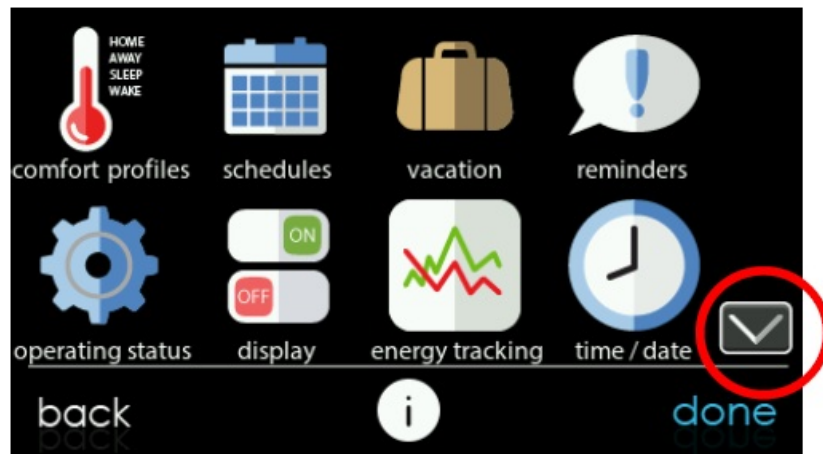 HOME
AWAY
SLEEP
WAKE
comfort profiles schedules vacation reminders
ON
OFF
operating status display energy tracking time / date
back i done